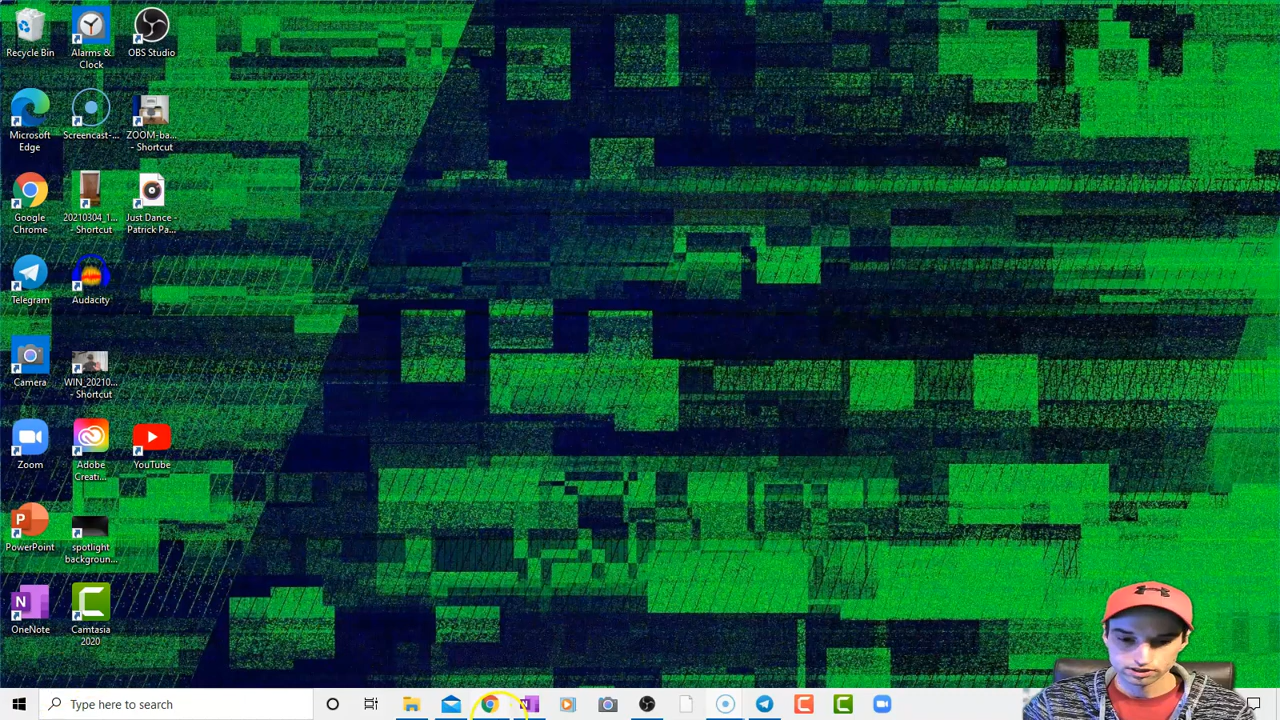 Recycle Bin
Alarms &
Clock
OBS Studio
Microsoft
Edge
Screencast-...
ZOOM-ba...
- Shortcut
Google
Chrome
20210304_1...
- Shortcut
Just Dance -
Patrick Pa...
Telegram
Audacity
Camera
WIN_20210...
- Shortcut
Zoom
Adobe
Creati...
YouTube
PowerPoint
spotlight
backgroun...
OneNote
Camtasia
2020
Type here to search